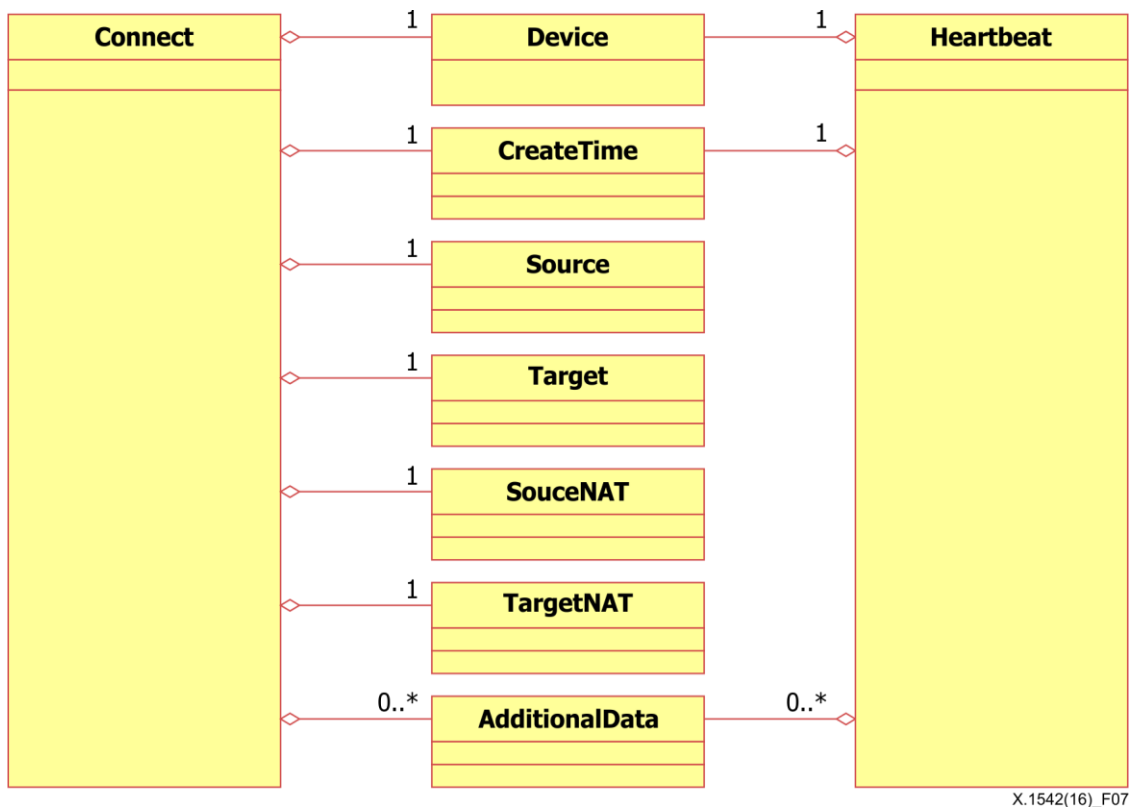 Connect
1
Device
1
Heartbeat
1
CreateTime
1
1
Source
1
Target
1
SouceNAT
1
TargetNAT
0..*
AdditionalData
0..*
X.1542(16)_F07